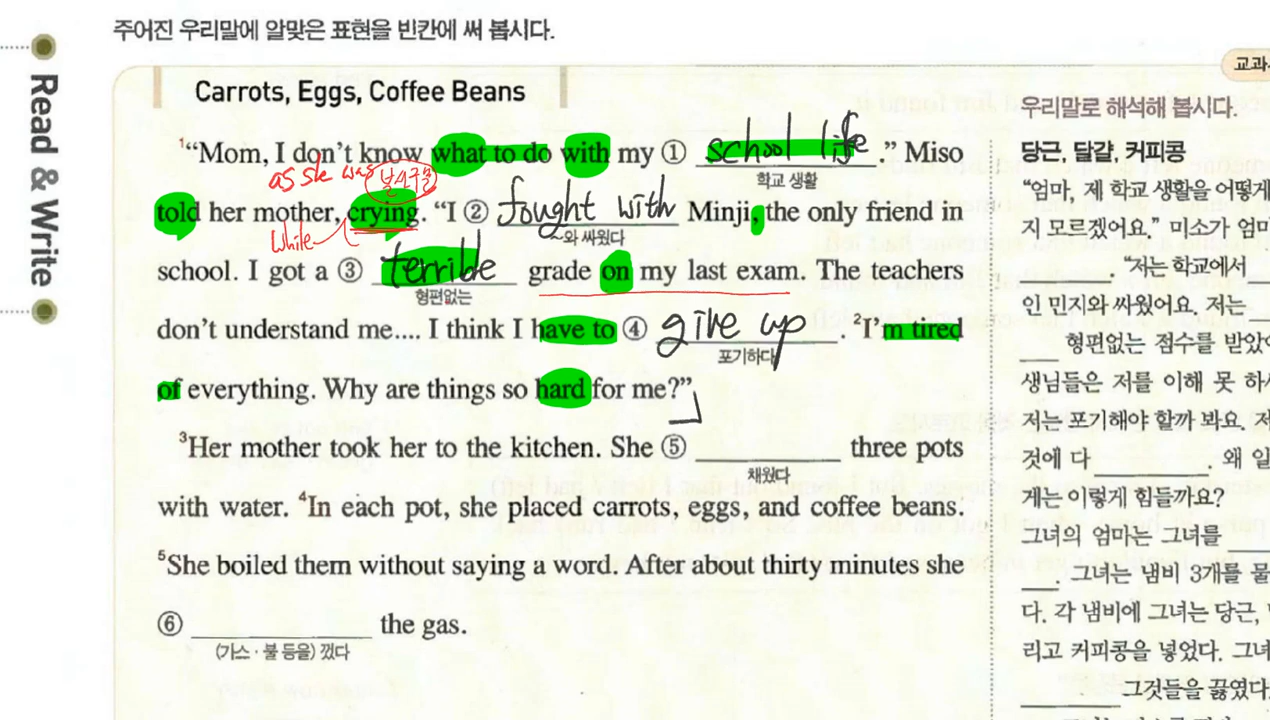 주어진 우리말에 알맞은 표현을 빈칸에 써 봅시다.
Read & Write
Carrots, Eggs, Coffee Beans
1"Mom, I don't know what to do with my ① school life." Miso
학교 생활
as she was 분사구문
told her mother, crying. "I ② fought with Minji, the only friend in
while
~와 싸웠다
school. I got a ③ terrible grade on my last exam. The teachers
형편없는
don't understand me.... I think I have to ④ give up. 2I'm tired
포기하다
of everything. Why are things so hard for me?"
3Her mother took her to the kitchen. She ⑤ three pots
채웠다
with water. 4In each pot, she placed carrots, eggs, and coffee beans.
5She boiled them without saying a word. After about thirty minutes she
⑥ the gas.
(가스·불 등을) 껐다
교과
우리말로 해석해 봅시다.
당근, 달걀, 커피콩
"엄마, 제 학교 생활을 어떻게
지 모르겠어요." 미소가 엄마
. "저는 학교에서
인 민지와 싸웠어요. 저는
형편없는 점수를 받았어
생님들은 저를 이해 못 하
저는 포기해야 할까 봐요. 저
것에 다 . 왜 일
게는 이렇게 힘들까요?
그녀의 엄마는 그녀를
. 그녀는 냄비 3개를 물
다. 각 냄비에 그녀는 당근,
리고 커피콩을 넣었다. 그녀
그것들을 끓였다